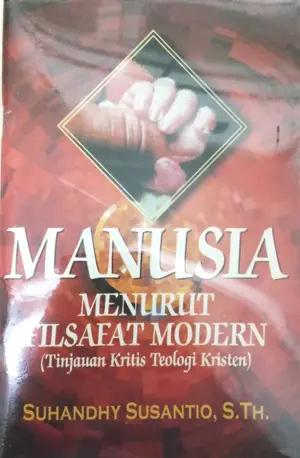 MANUSIA
MENURUT
FILSAFAT MODERN
(Tinjauan Kritis Teologi Kristen)
SUHANDHY SUSANTIO, S.TH.